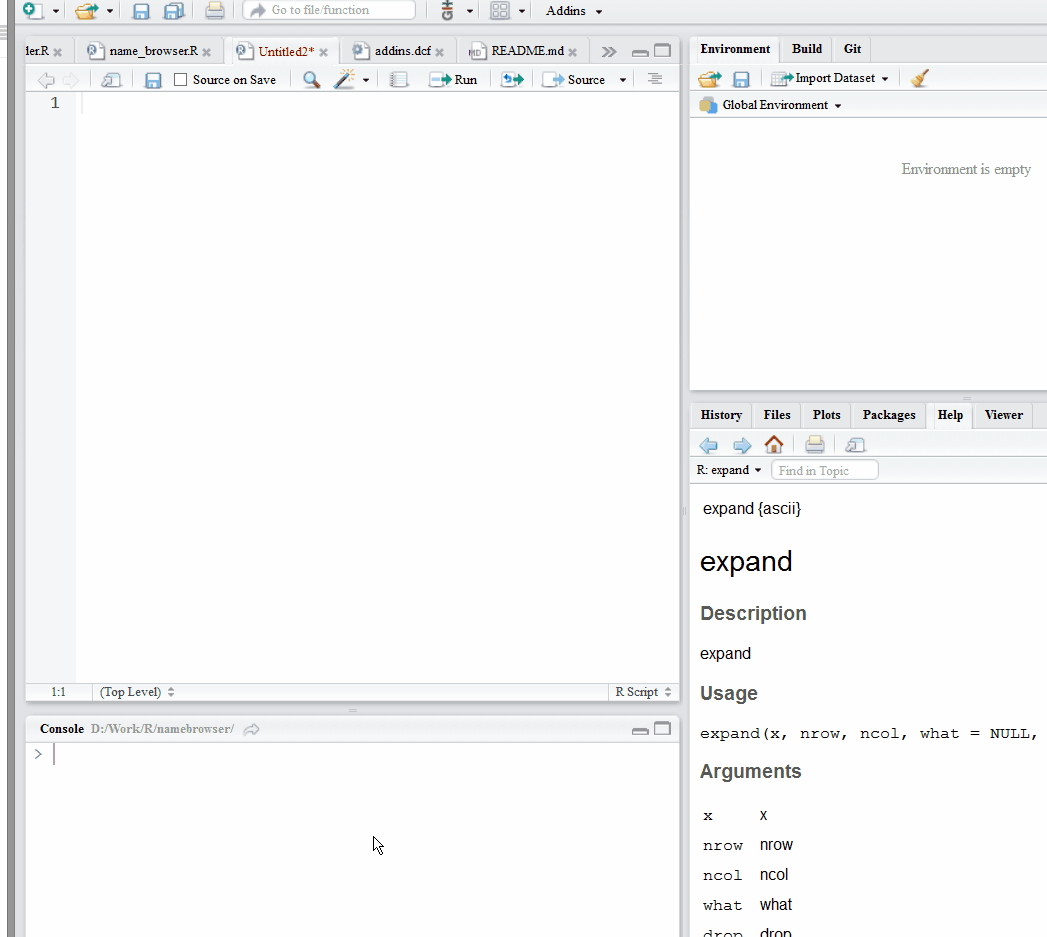 Go to file/function
Addins
der.R
name_browser.R
Untitled2*
addins.dcf
README.md
Source on Save
Run
Source
1
1:1
(Top Level)
R Script
Console D:/Work/R/namebrowser/
>
Environment
Build
Git
Import Dataset
Global Environment
Environment is empty
History
Files
Plots
Packages
Help
Viewer
R: expand
Find in Topic
expand {ascii}
expand
Description
expand
Usage
expand(x, nrow, ncol, what = NULL,
Arguments
x x
nrow nrow
ncol ncol
what what
drop drop